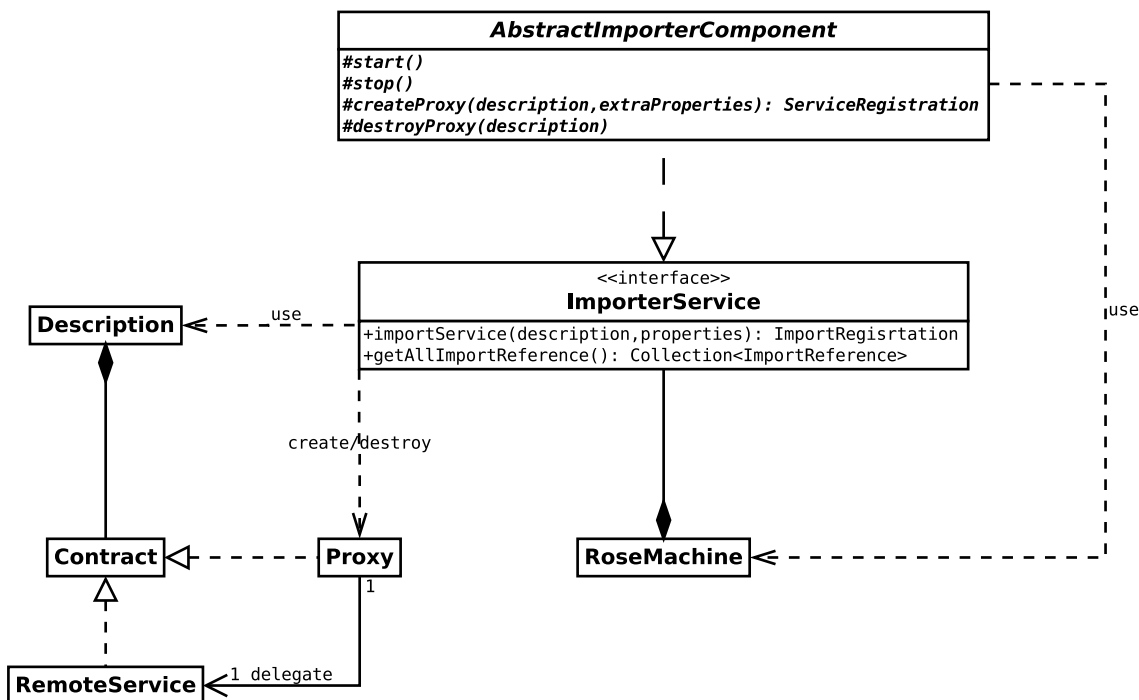 AbstractImporterComponent
#start()
#stop()
#createProxy(description,extraProperties): ServiceRegistration
#destroyProxy(description)
<<interface>>
ImporterService
+importService(description,properties): ImportRegisrtation
+getAllImportReference(): Collection<ImportReference>
use
Description
use
create/destroy
Contract
Proxy
RoseMachine
1
1 delegate
RemoteService